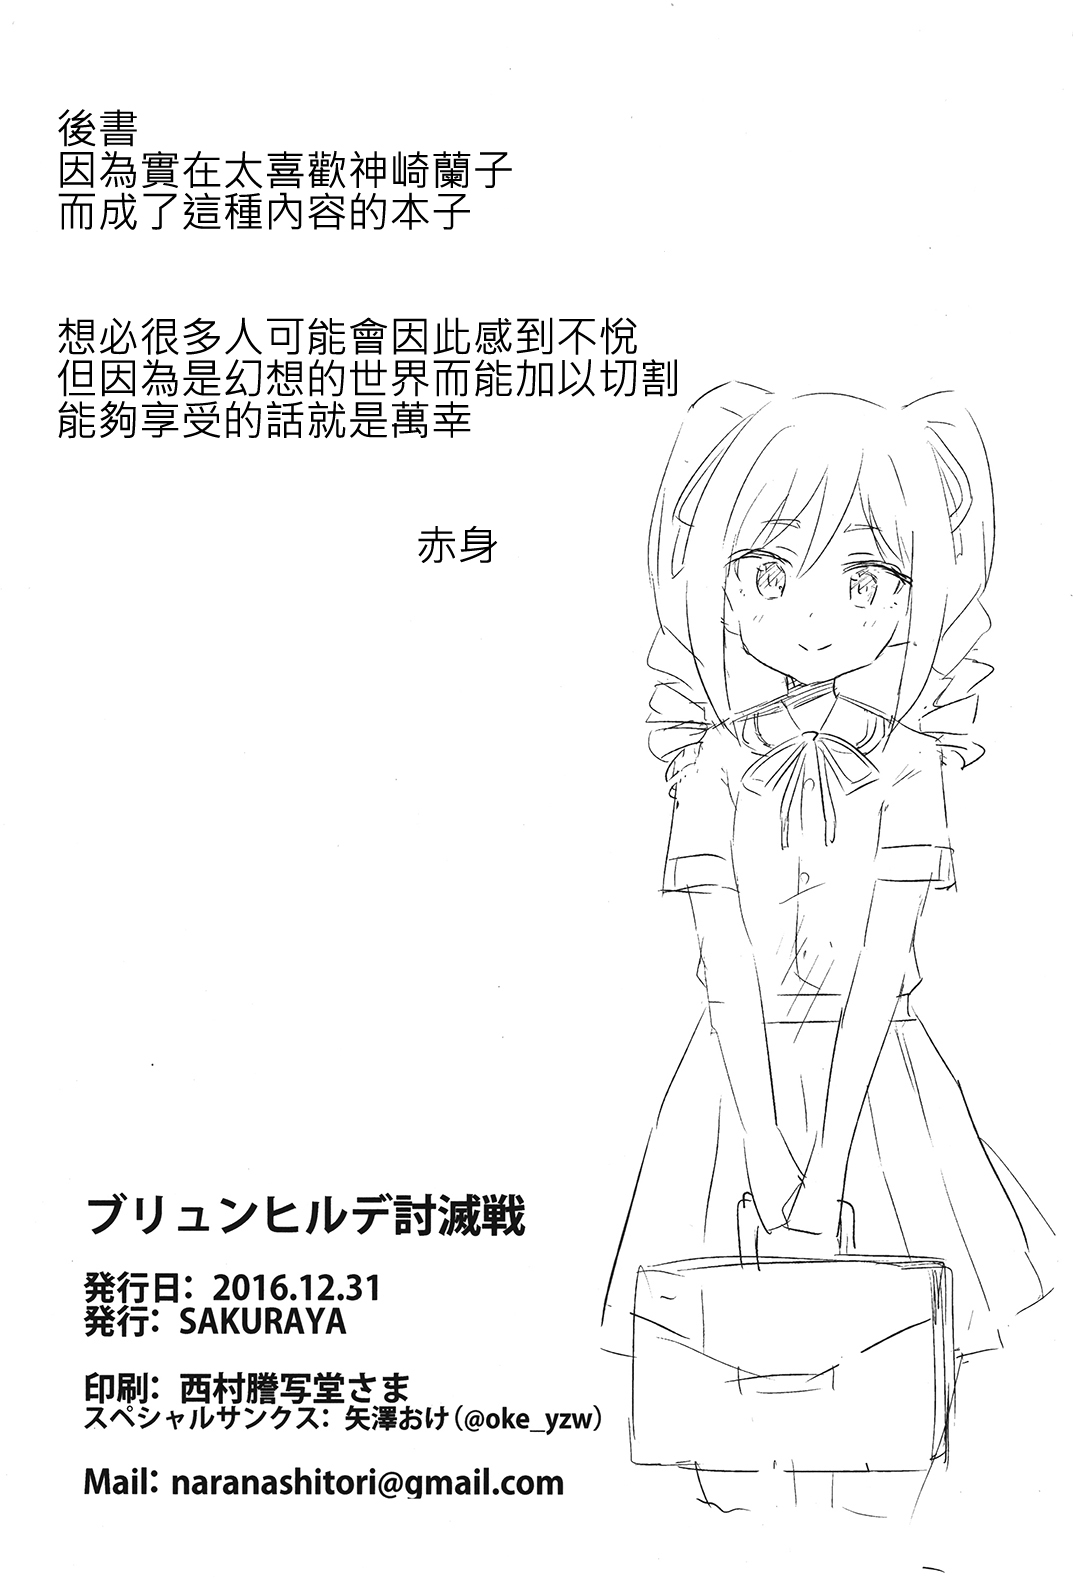 後書
因為實在太喜歡神崎蘭子
而成了這種內容的本子
想必很多人可能會因此感到不悅
但因為是幻想的世界而能加以切割
能夠享受的話就是萬幸
赤身
ブリュンヒルデ討滅戦
発行日： 2016.12.31
発行： SAKURAYA
印刷： 西村謄写堂さま
スペシャルサンクス： 矢澤おけ（@oke_yzw）
Mail： naranashitori@gmail.com